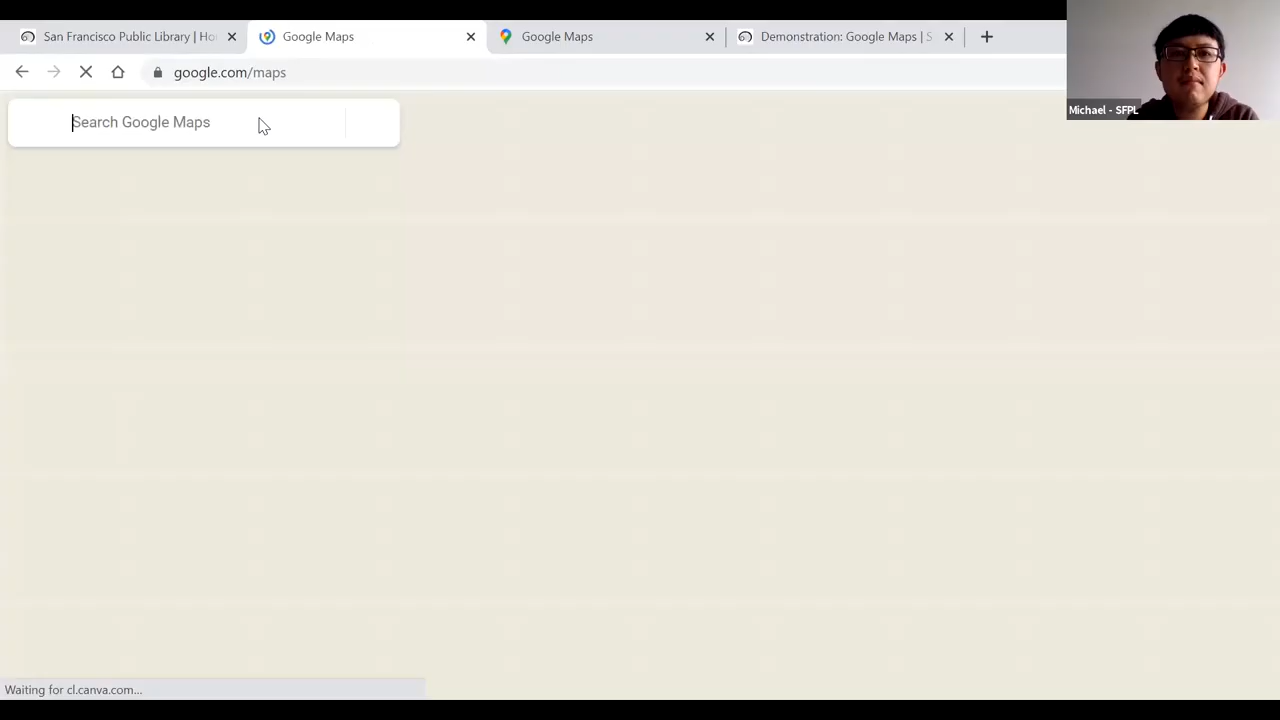 San Francisco Public Library | Ho
Google Maps
Google Maps
Demonstration: Google Maps | S
google.com/maps
Michael - SFPL
Search Google Maps
Waiting for cl.canva.com...